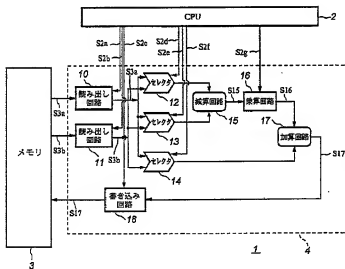 CPU
2
S2a
S2b
S2c
S2d
S2e
S2f
S2g
10
読み出し
回路
S3a
S3a
セレクタ
12
読み出し
回路
11
S3b
S3b
セレクタ
13
減算回路
15
S15
16
乗算回路
S16
17
加算回路
S17
セレクタ
14
メモリ
3
書き込み
回路
18
S17
1
4